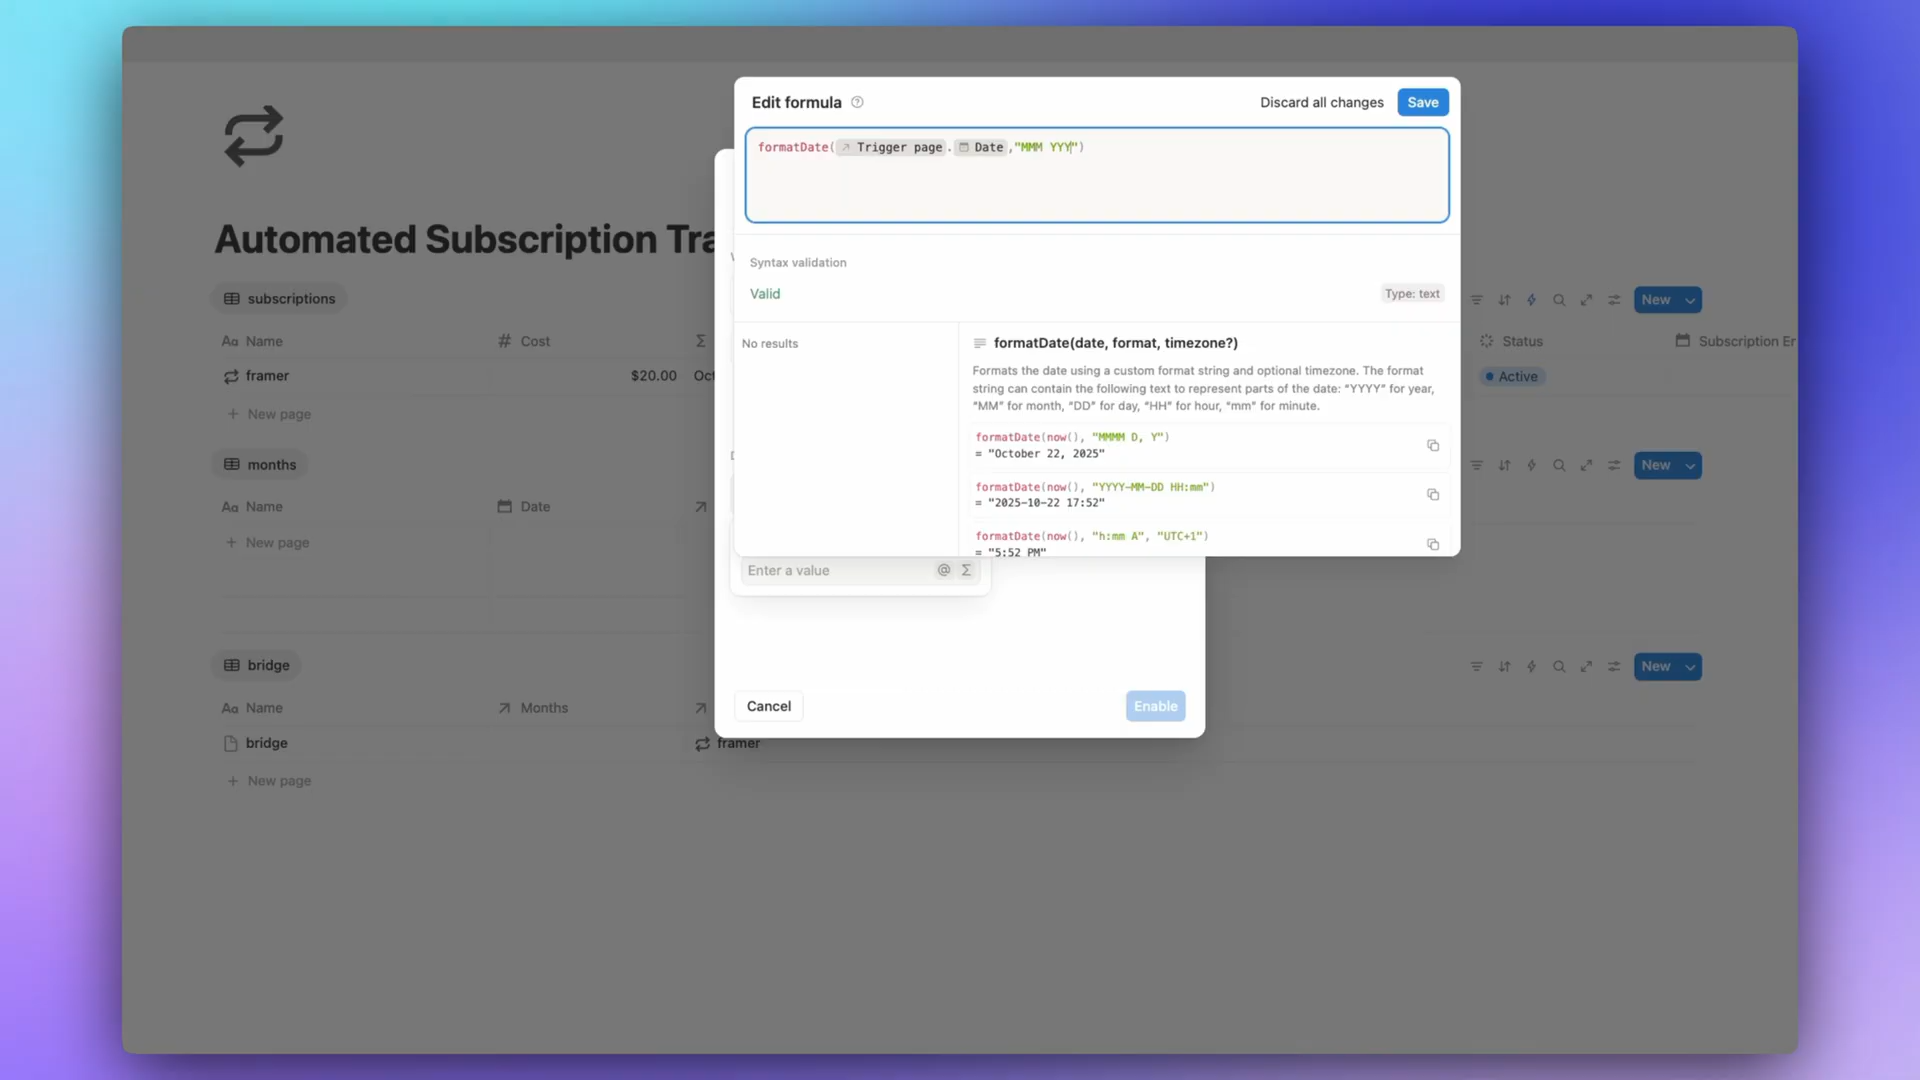 Edit formula
Discard all changes
Save
formatDate( Trigger page . Date ,"MMM YYY")
Automated Subscription Tra
Syntax validation
Valid
Type: text
subscriptions
New
Aa Name
# Cost
Σ
Status
Subscription Er
No results
formatDate(date, format, timezone?)
framer
$20.00
Oct
Active
Formats the date using a custom format string and optional timezone. The format
string can contain the following text to represent parts of the date: "YYYY" for year,
"MM" for month, "DD" for day, "HH" for hour, "mm" for minute.
+ New page
formatDate(now(), "MMMM D, Y")
= "October 22, 2025"
months
New
formatDate(now(), "YYYY-MM-DD HH:mm")
= "2025-10-22 17:52"
Aa Name
Date
+ New page
formatDate(now(), "h:mm A", "UTC+1")
= "5:52 PM"
Enter a value
@ Σ
bridge
New
Aa Name
Months
Cancel
Enable
bridge
framer
+ New page